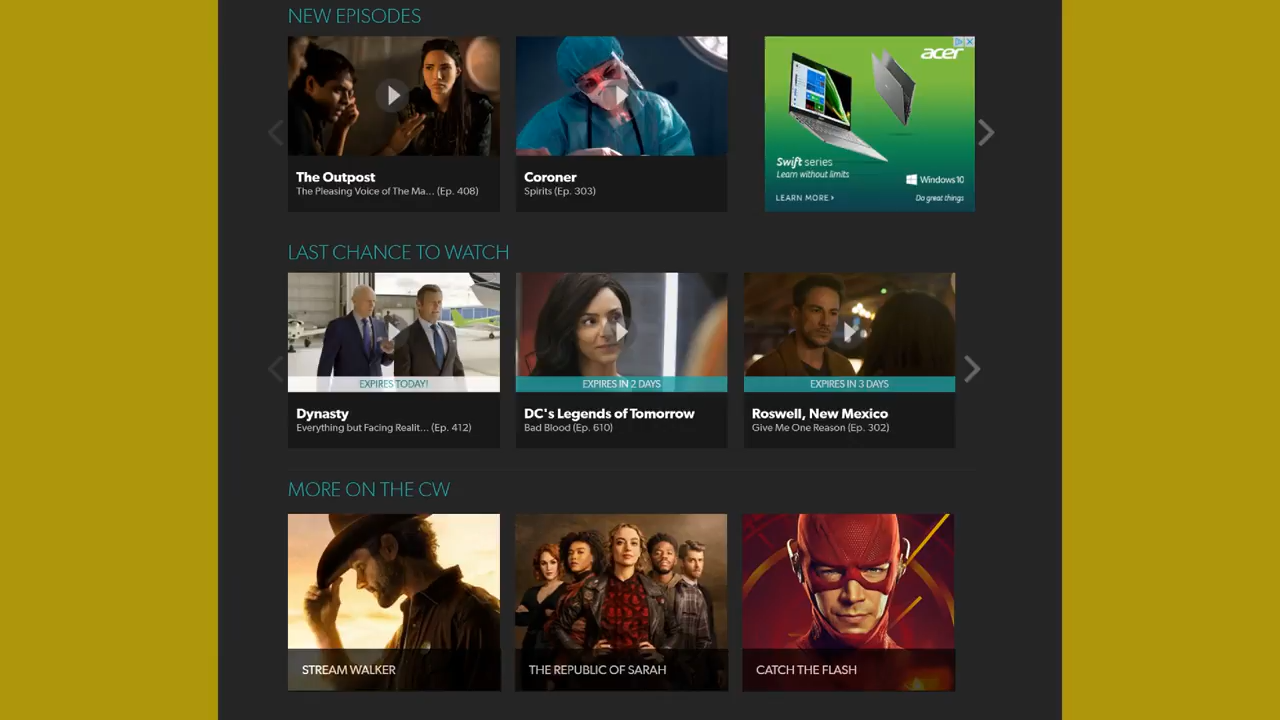 NEW EPISODES
acer
Swift series
Learn without limits
Windows 10
LEARN MORE >
Do great things
The Outpost
The Pleasing Voice of The Ma... (Ep. 408)
Coroner
Spirits (Ep. 303)
LAST CHANCE TO WATCH
EXPIRES TODAY!
EXPIRES IN 2 DAYS
EXPIRES IN 3 DAYS
Dynasty
Everything but Facing Realit... (Ep. 412)
DC's Legends of Tomorrow
Bad Blood (Ep. 610)
Roswell, New Mexico
Give Me One Reason (Ep. 302)
MORE ON THE CW
STREAM WALKER
THE REPUBLIC OF SARAH
CATCH THE FLASH